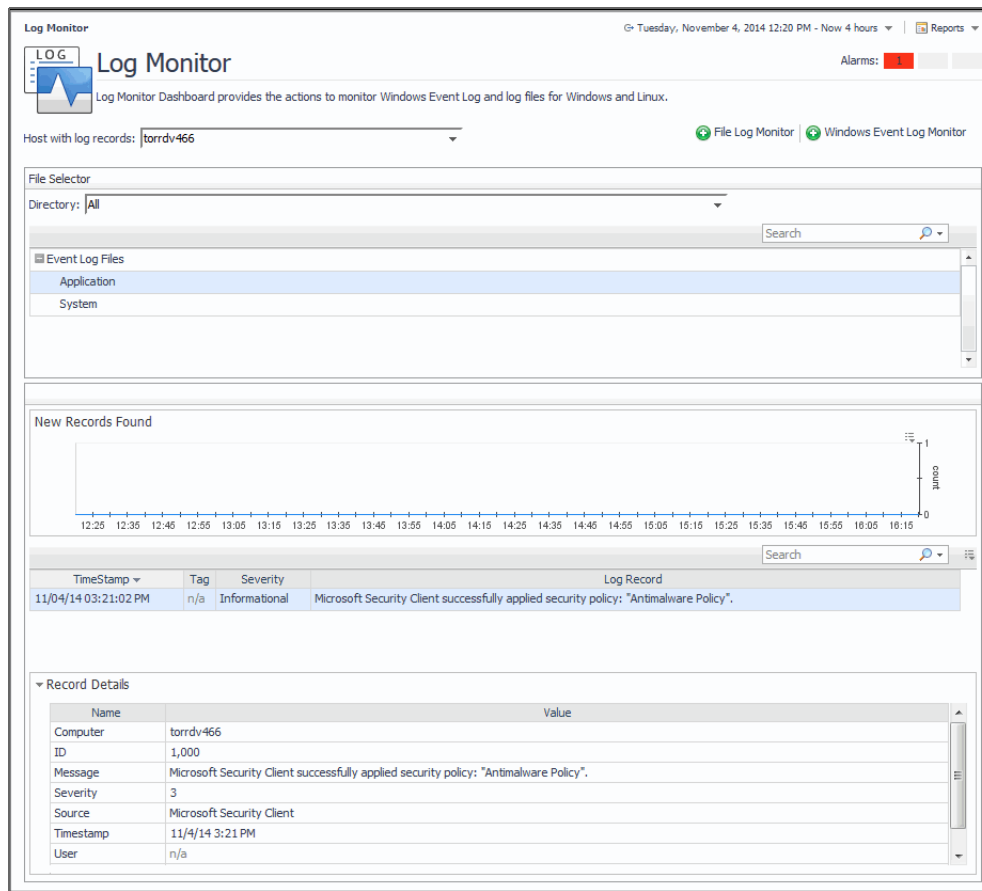 Log Monitor
Tuesday, November 4, 2014 12:20 PM - Now 4 hours
Reports
LOG
Log Monitor
Alarms: 1
Log Monitor Dashboard provides the actions to monitor Windows Event Log and log files for Windows and Linux.
Host with log records: torrdv466
File Log Monitor
Windows Event Log Monitor
File Selector
Directory: All
Search
Event Log Files
Application
System
New Records Found
1
count
0
12:25 12:35 12:45 12:55 13:05 13:15 13:25 13:35 13:45 13:55 14:05 14:15 14:25 14:35 14:45 14:55 15:05 15:15 15:25 15:35 15:45 15:55 16:05 16:15
Search
TimeStamp Tag Severity Log Record
11/04/14 03:21:02 PM n/a Informational Microsoft Security Client successfully applied security policy: "Antimalware Policy".
Record Details
Name Value
Computer torrdv466
ID 1,000
Message Microsoft Security Client successfully applied security policy: "Antimalware Policy".
Severity 3
Source Microsoft Security Client
Timestamp 11/4/14 3:21 PM
User n/a